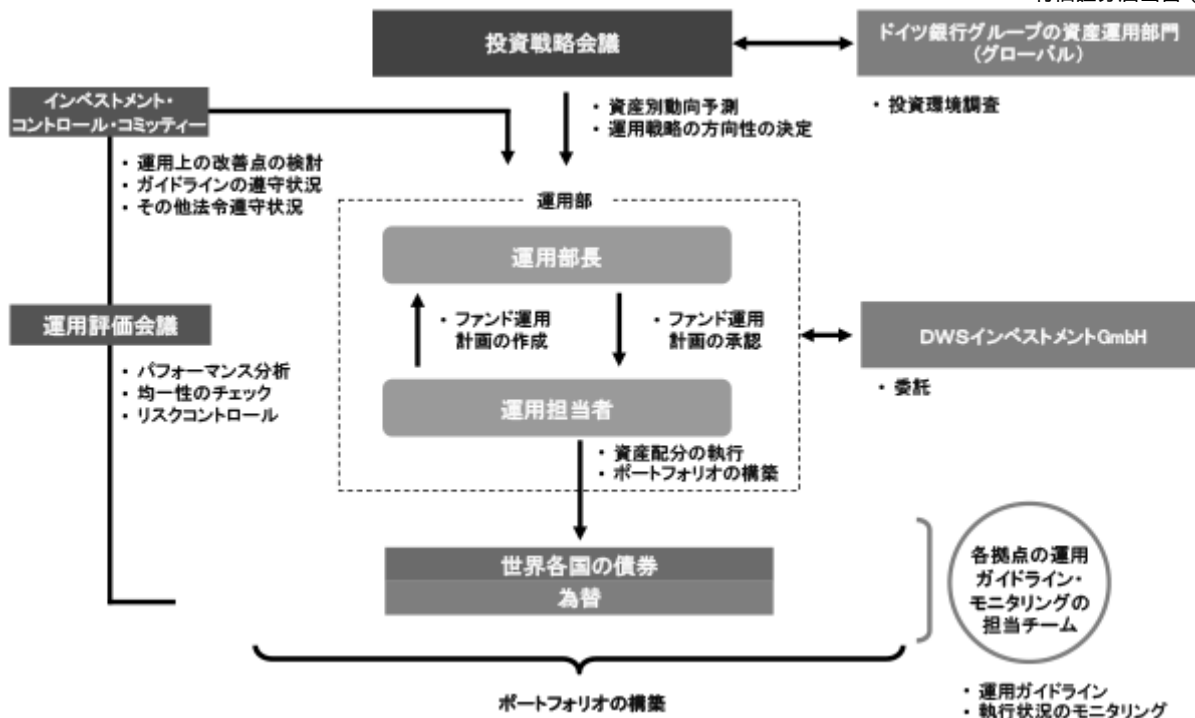 投資戦略会議
ドイツ銀行グループの資産運用部門
(グローバル)
インベストメント・
コントロール・コミッティー
・ 資産別動向予測
・ 運用戦略の方向性の決定
・ 投資環境調査
・ 運用上の改善点の検討
・ ガイドラインの遵守状況
・ その他法令遵守状況
運用部
運用部長
・ ファンド運用
計画の作成
・ ファンド運用
計画の承認
運用評価会議
DWSインベストメントGmbH
・ パフォーマンス分析
・ 均一性のチェック
・ リスクコントロール
・ 委託
運用担当者
・ 資産配分の執行
・ ポートフォリオの構築
世界各国の債券
為替
各拠点の運用
ガイドライン・
モニタリングの
担当チーム
ポートフォリオの構築
・ 運用ガイドライン
・ 執行状況のモニタリング